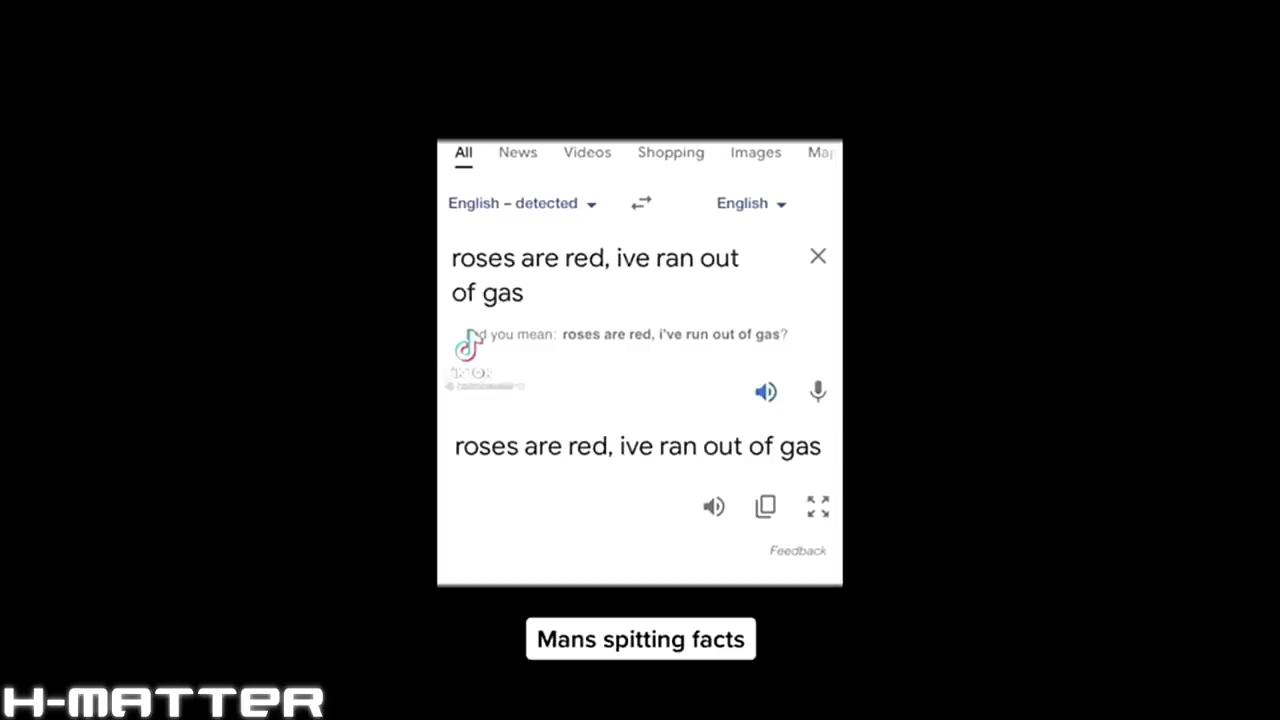 All News Videos Shopping Images Map
English – detected English
roses are red, ive ran out
of gas
d you mean: roses are red, i've run out of gas?
TikTok
roses are red, ive ran out of gas
Feedback
Mans spitting facts
H-MATTER